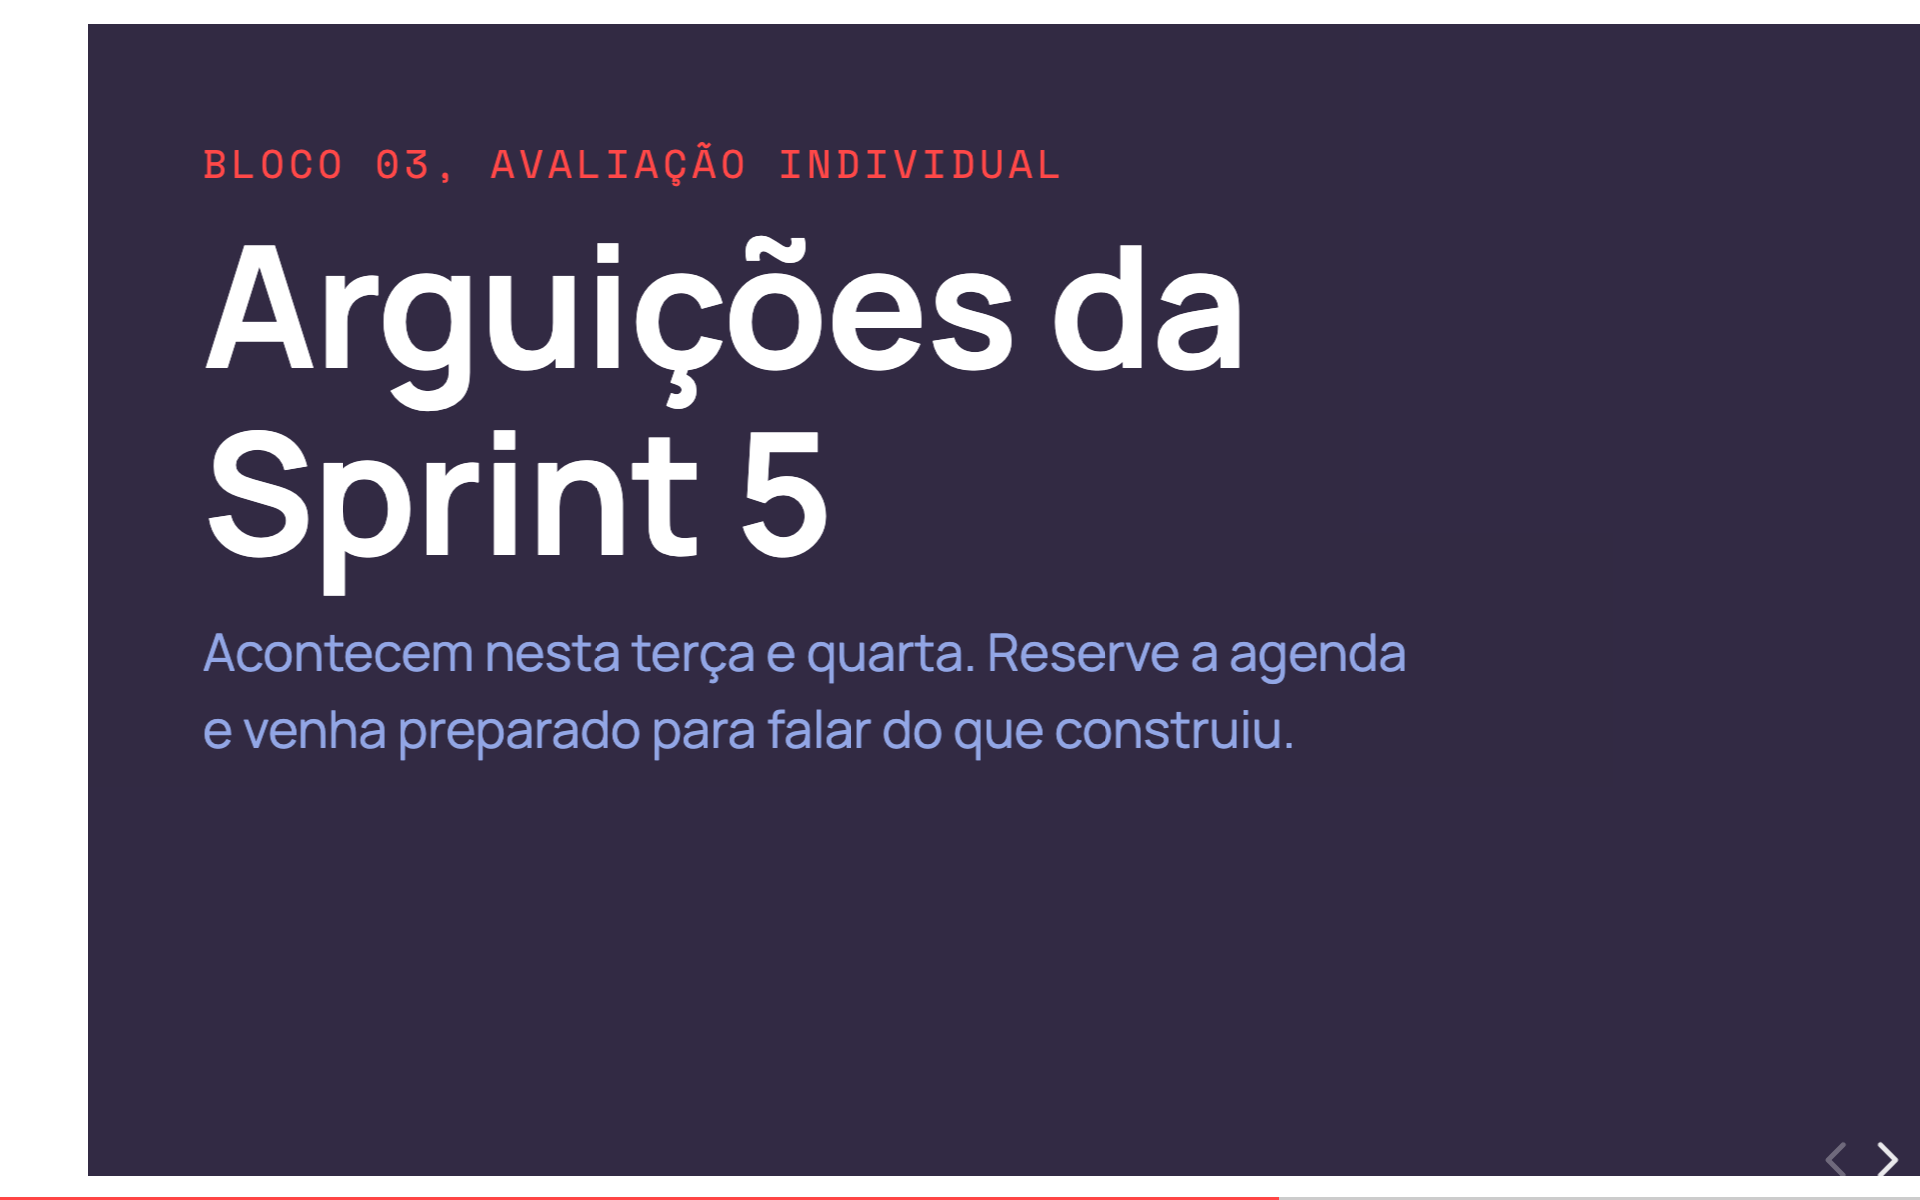 BLOCO 03, AVALIAÇÃO INDIVIDUAL
Arguições da
Sprint 5
Acontecem nesta terça e quarta. Reserve a agenda
e venha preparado para falar do que construiu.